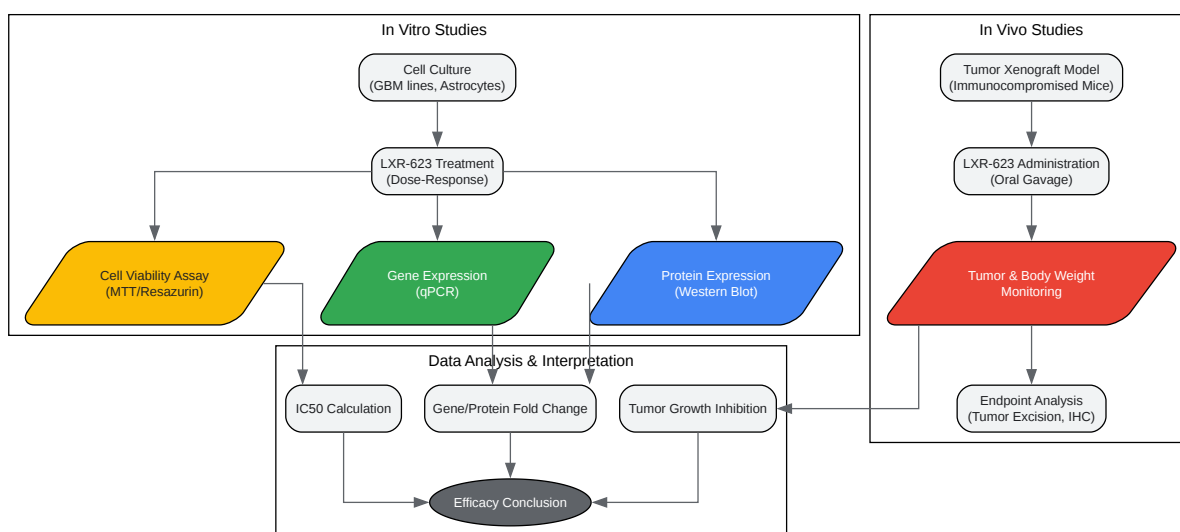 In Vitro Studies
Cell Culture
(GBM lines, Astrocytes)
LXR-623 Treatment
(Dose-Response)
Cell Viability Assay
(MTT/Resazurin)
Gene Expression
(qPCR)
Protein Expression
(Western Blot)
In Vivo Studies
Tumor Xenograft Model
(Immunocompromised Mice)
LXR-623 Administration
(Oral Gavage)
Tumor & Body Weight
Monitoring
Endpoint Analysis
(Tumor Excision, IHC)
Data Analysis & Interpretation
IC50 Calculation
Gene/Protein Fold Change
Tumor Growth Inhibition
Efficacy Conclusion